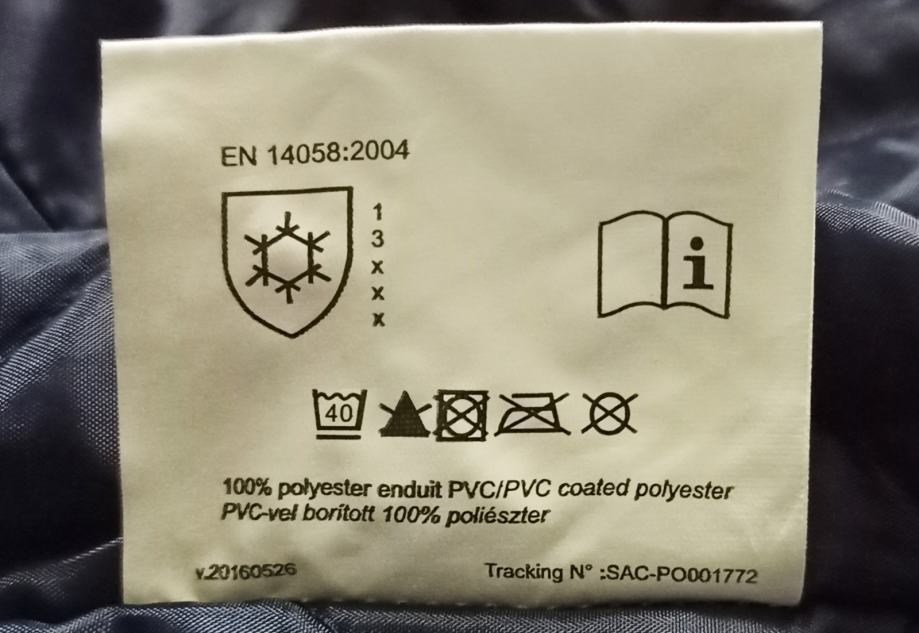 EN 14058:2004
1
3
x
x
x
i
40
100% polyester enduit PVC/PVC coated polyester
PVC-vel borított 100% poliészter
v.20160526
Tracking N° :SAC-PO001772